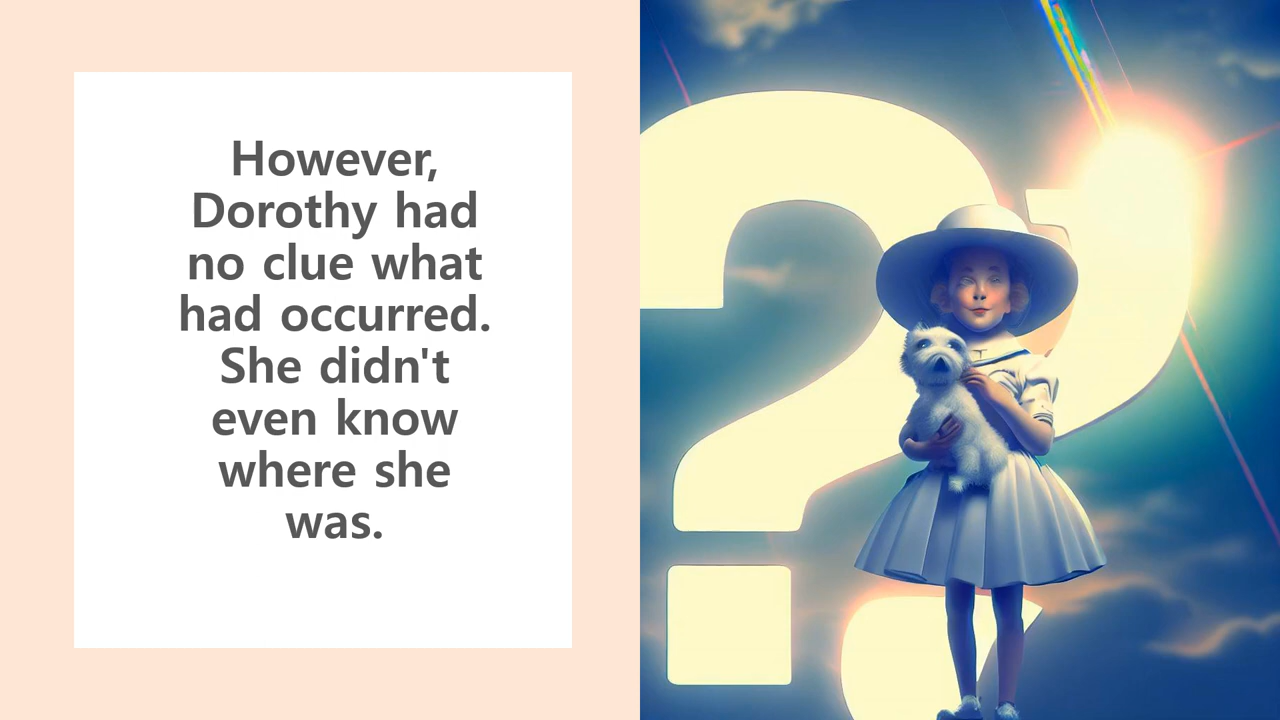 However,
Dorothy had
no clue what
had occurred.
She didn't
even know
where she
was.
?